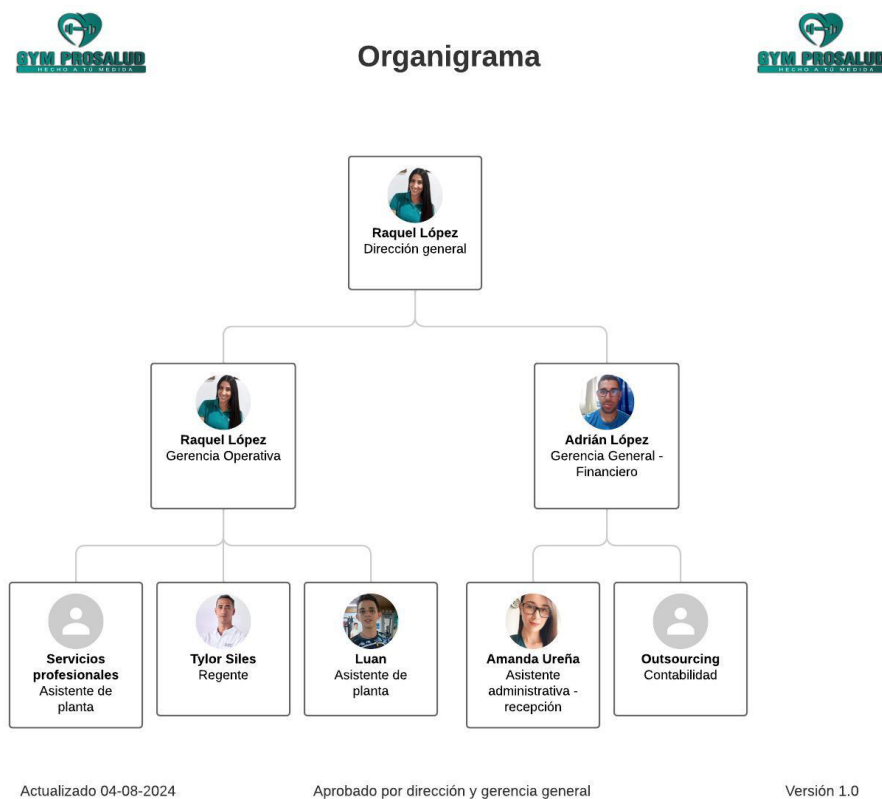 GYM PROSALUD
HECHO A TÚ MEDIDA
Organigrama
GYM PROSALUD
HECHO A TÚ MEDIDA
Raquel López
Dirección general
Raquel López
Gerencia Operativa
Adrián López
Gerencia General -
Financiero
Servicios
profesionales
Asistente de
planta
Tylor Siles
Regente
Luan
Asistente de
planta
Amanda Ureña
Asistente
administrativa -
recepción
Outsourcing
Contabilidad
Actualizado 04-08-2024
Aprobado por dirección y gerencia general
Versión 1.0